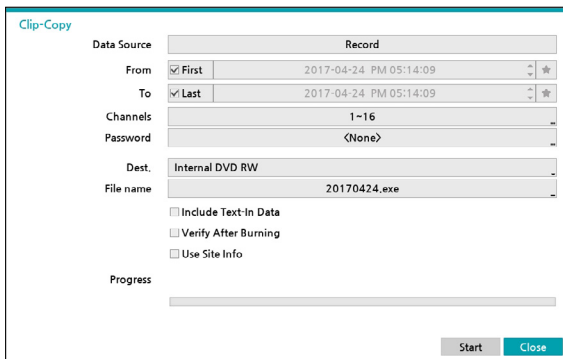 Clip-Copy
Data Source Record
From First 2017-04-24 PM 05:14:09
To Last 2017-04-24 PM 05:14:09
Channels 1~16
Password <None>
Dest. Internal DVD RW
File name 20170424.exe
Include Text-In Data
Verify After Burning
Use Site Info
Progress
Start Close